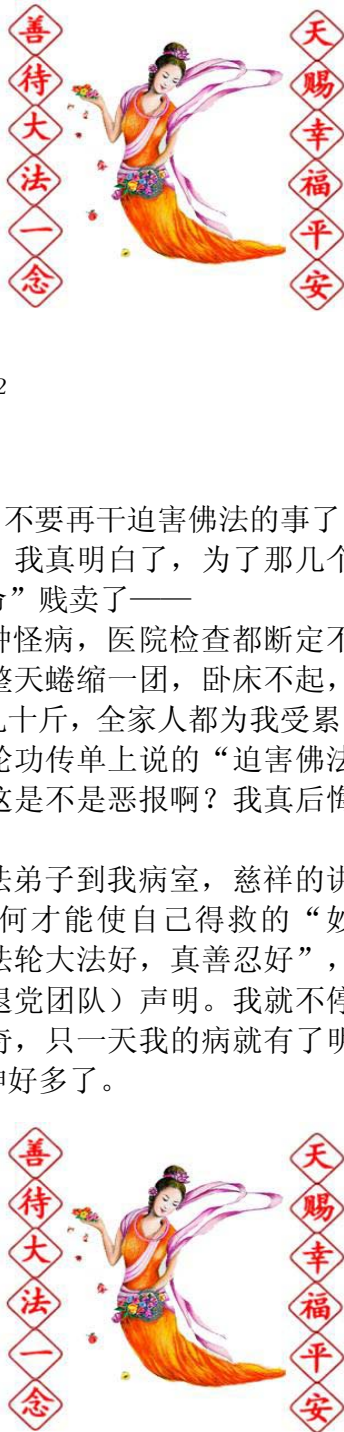 善待大法一念
天赐幸福平安
2
不要再干迫害佛法的事了
我真明白了，为了那几个
”贱卖了——
怪病，医院检查都断定不
整天蜷缩一团，卧床不起，
几十斤，全家人都为我受累
轮功传单上说的“迫害佛法
这是不是恶报啊？我真后悔
法弟子到我病室，慈祥的讲
何才能使自己得救的“妙
法轮大法好，真善忍好”，
退党团队）声明。我就不停
奇，只一天我的病就有了明
好多了。
善待大法一念
天赐幸福平安